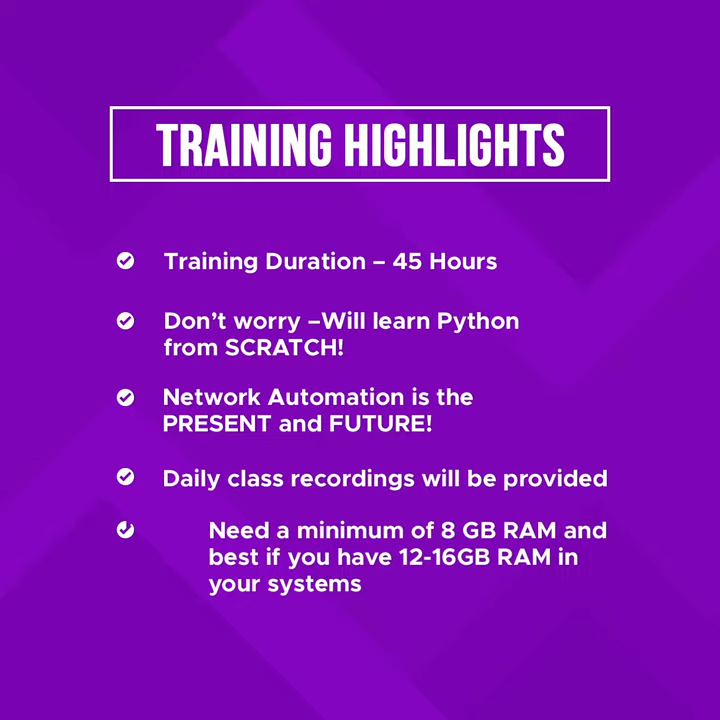 TRAINING HIGHLIGHTS
Training Duration – 45 Hours
Don't worry –Will learn Python
from SCRATCH!
Network Automation is the
PRESENT and FUTURE!
Daily class recordings will be provided
Need a minimum of 8 GB RAM and
best if you have 12-16GB RAM in
your systems